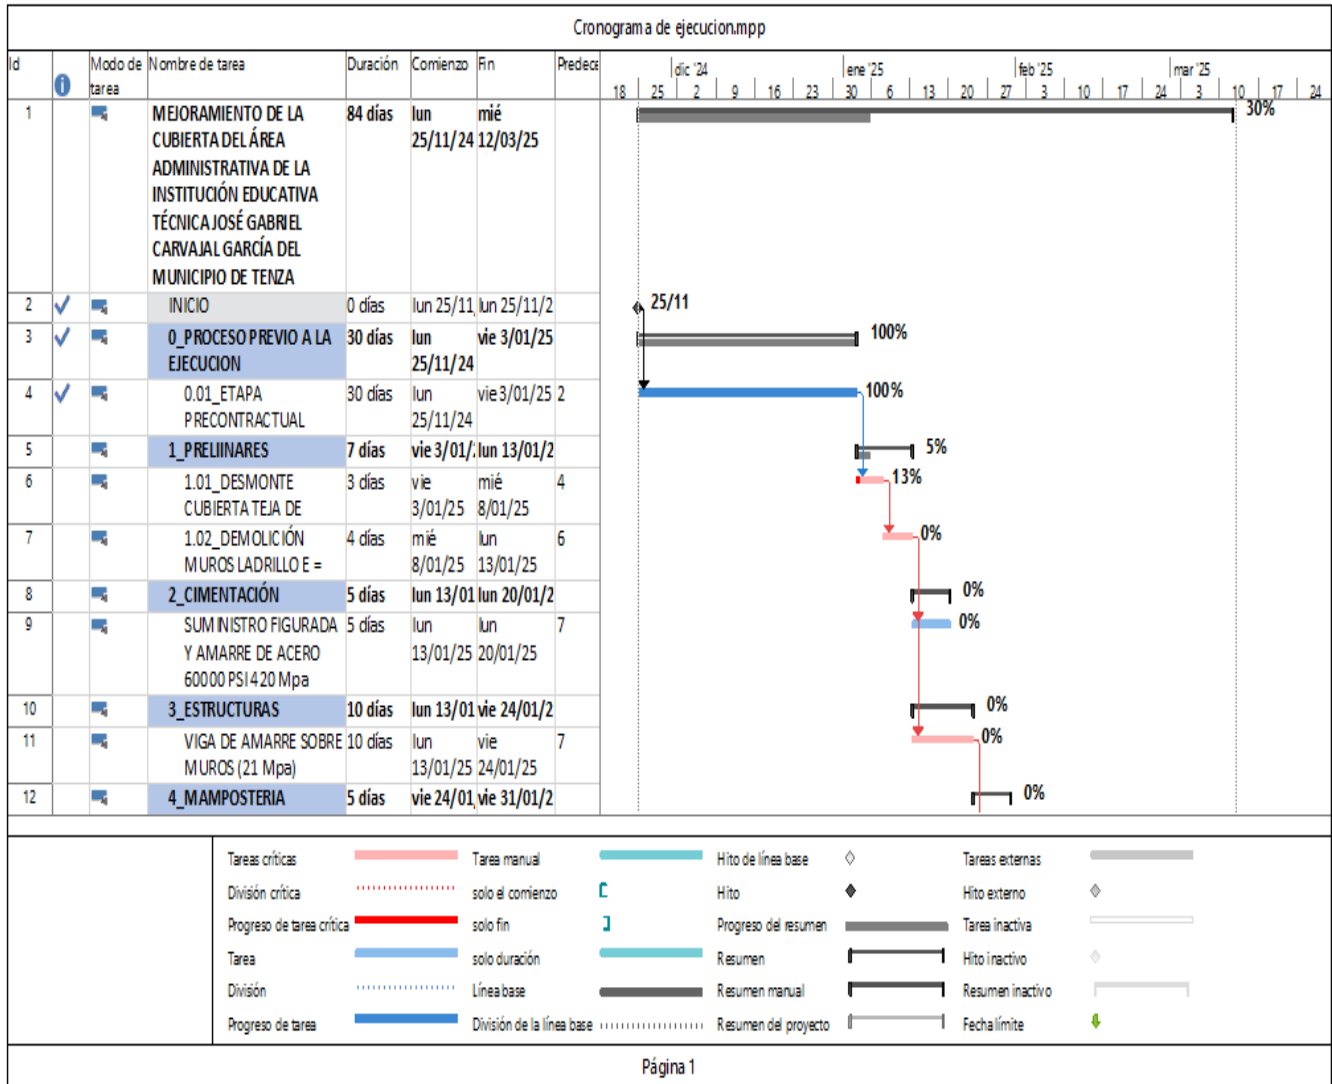 Cronograma de ejecucion.mpp
Id Modo de tarea Nombre de tarea Duración Comienzo Fin Predece
dic '24 ene '25 feb '25 mar '25
18 25 2 9 16 23 30 6 13 20 27 3 10 17 24 3 10 17 24
1 MEJORAMIENTO DE LA 84 días lun mié 30%
CUBIERTA DEL ÁREA 25/11/24 12/03/25
ADMINISTRATIVA DE LA
INSTITUCIÓN EDUCATIVA
TÉCNICA JOSÉ GABRIEL
CARVAJAL GARCÍA DEL
MUNICIPIO DE TENZA
2 INICIO 0 días lun 25/11 lun 25/11/2 25/11
3 0_PROCESO PREVIO A LA 30 días lun vie 3/01/25 100%
EJECUCION 25/11/24
4 0.01_ETAPA 30 días lun vie 3/01/25 2 100%
PRECONTRACTUAL 25/11/24
5 1_PRELIINARES 7 días vie 3/01/2 lun 13/01/2 5%
6 1.01_DESMONTE 3 días vie mié 4 13%
CUBIERTA TEJA DE 3/01/25 8/01/25
7 1.02_DEMOLICIÓN 4 días mié lun 6 0%
MUROS LADRILLO E = 8/01/25 13/01/25
8 2_CIMENTACIÓN 5 días lun 13/01 lun 20/01/2 0%
9 SUMINISTRO FIGURADA 5 días lun lun 7 0%
Y AMARRE DE ACERO 13/01/25 20/01/25
60000 PSI 420 Mpa
10 3_ESTRUCTURAS 10 días lun 13/01 vie 24/01/2 0%
11 VIGA DE AMARRE SOBRE 10 días lun vie 7 0%
MUROS (21 Mpa) 13/01/25 24/01/25
12 4_MAMPOSTERIA 5 días vie 24/01, vie 31/01/2 0%
Tareas críticas Tarea manual Hito de línea base Tareas externas
División crítica solo el comienzo Hito Hito externo
Progreso de tarea crítica solo fin Progreso del resumen Tarea inactiva
Tarea solo duración Resumen Hito inactivo
División Línea base Resumen manual Resumen inactivo
Progreso de tarea División de la línea base Resumen del proyecto Fecha límite
Página 1